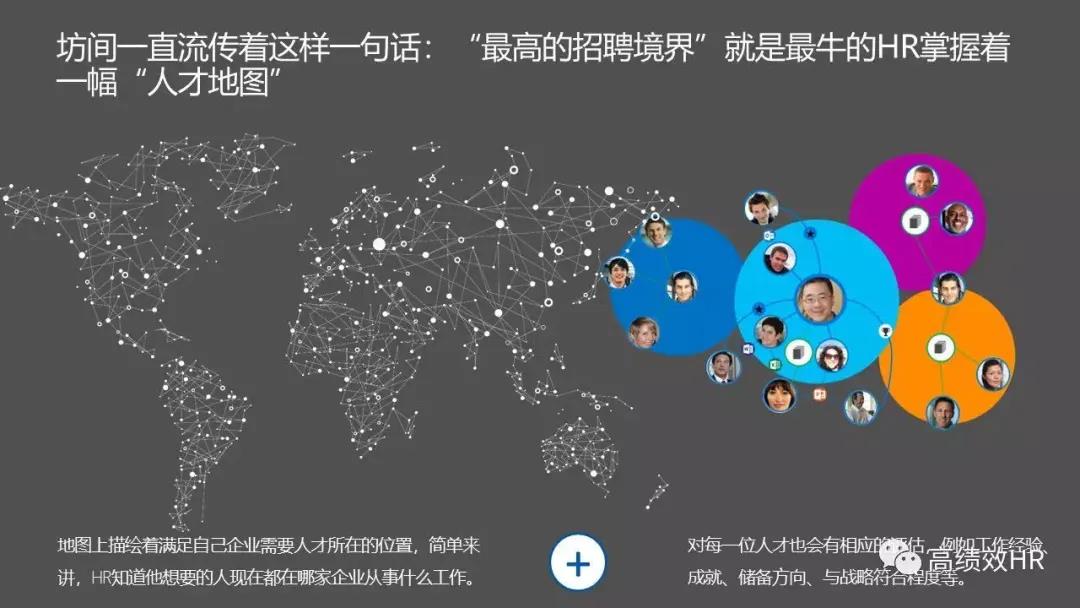 坊间一直流传着这样一句话：“最高的招聘境界”就是最牛的HR掌握着
一幅“人才地图”
地图上描绘着满足自己企业需要人才所在的位置，简单来
讲，HR知道他想要的人现在都在哪家企业从事什么工作。
对每一位人才也会有相应的评估，例如工作经验
成就、储备方向、与战略符合程度等。
高绩效HR